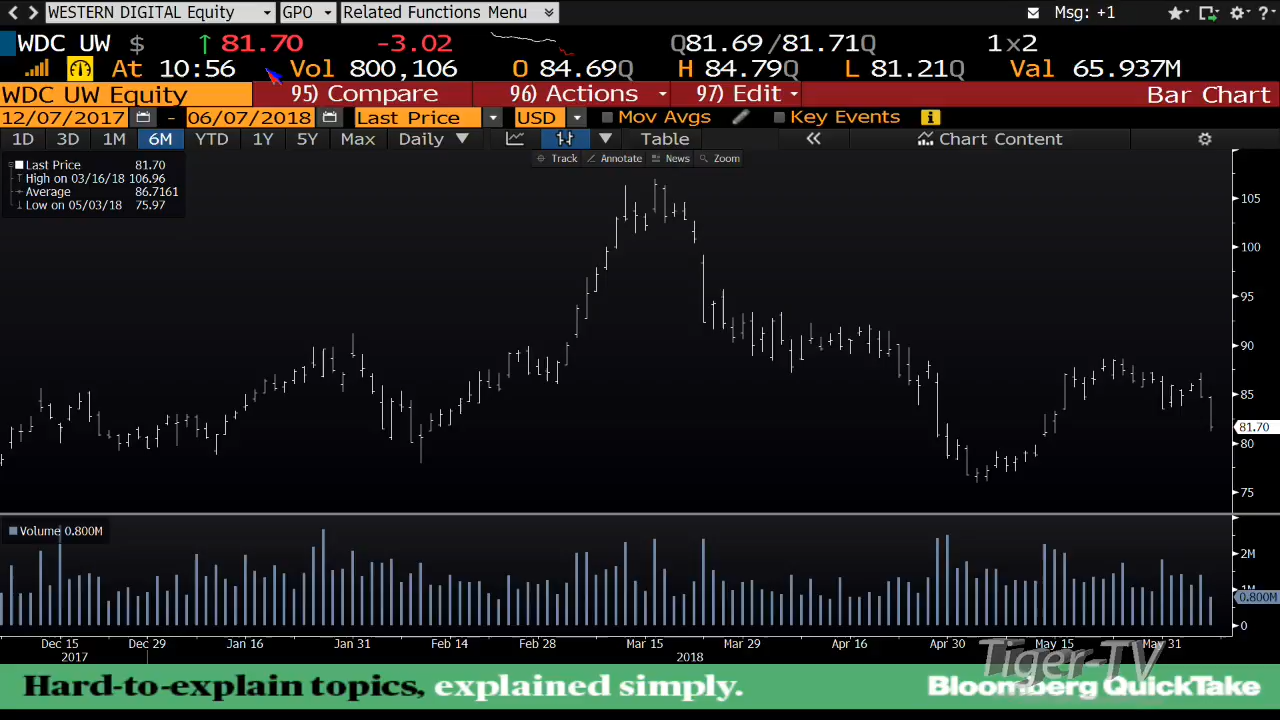 WESTERN DIGITAL Equity GPO Related Functions Menu Msg: +1
WDC UW $ ↑ 81.70 -3.02 Q81.69/81.71Q 1x2
At 10:56 Vol 800,106 O 84.69Q H 84.79Q L 81.21Q Val 65.937M
WDC UW Equity 95) Compare 96) Actions 97) Edit Bar Chart
12/07/2017 - 06/07/2018 Last Price USD Mov Avgs Key Events
1D 3D 1M 6M YTD 1Y 5Y Max Daily Table Chart Content
Track Annotate News Zoom
Last Price 81.70
High on 03/16/18 106.96
Average 86.7161
Low on 05/03/18 75.97
105
100
95
90
85
81.70
80
75
Volume 0.800M
2M
1M
0.800M
0
Dec 15 Dec 29 Jan 16 Jan 31 Feb 14 Feb 28 Mar 15 Mar 29 Apr 16 Apr 30 May 15 May 31
2017 2018
Tiger-TV
Hard-to-explain topics, explained simply. Bloomberg QuickTake